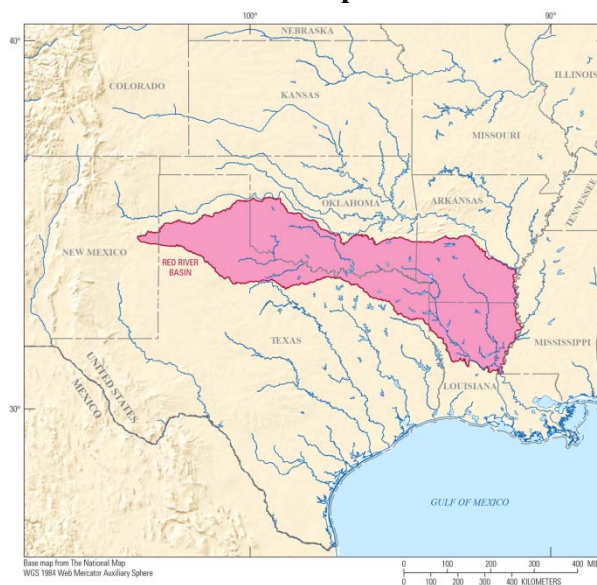 100°
90°
40°
NEBRASKA
ILLINOIS
COLORADO
KANSAS
MISSOURI
OKLAHOMA
ARKANSAS
TENNESSEE
NEW MEXICO
RED RIVER
BASIN
TEXAS
MISSISSIPPI
UNITED STATES
MEXICO
LOUISIANA
30°
GULF OF MEXICO
Base map from The National Map
WGS 1984 Web Mercator Auxiliary Sphere
0 100 200 300 400 MIL
0 100 200 300 400 KILOMETERS